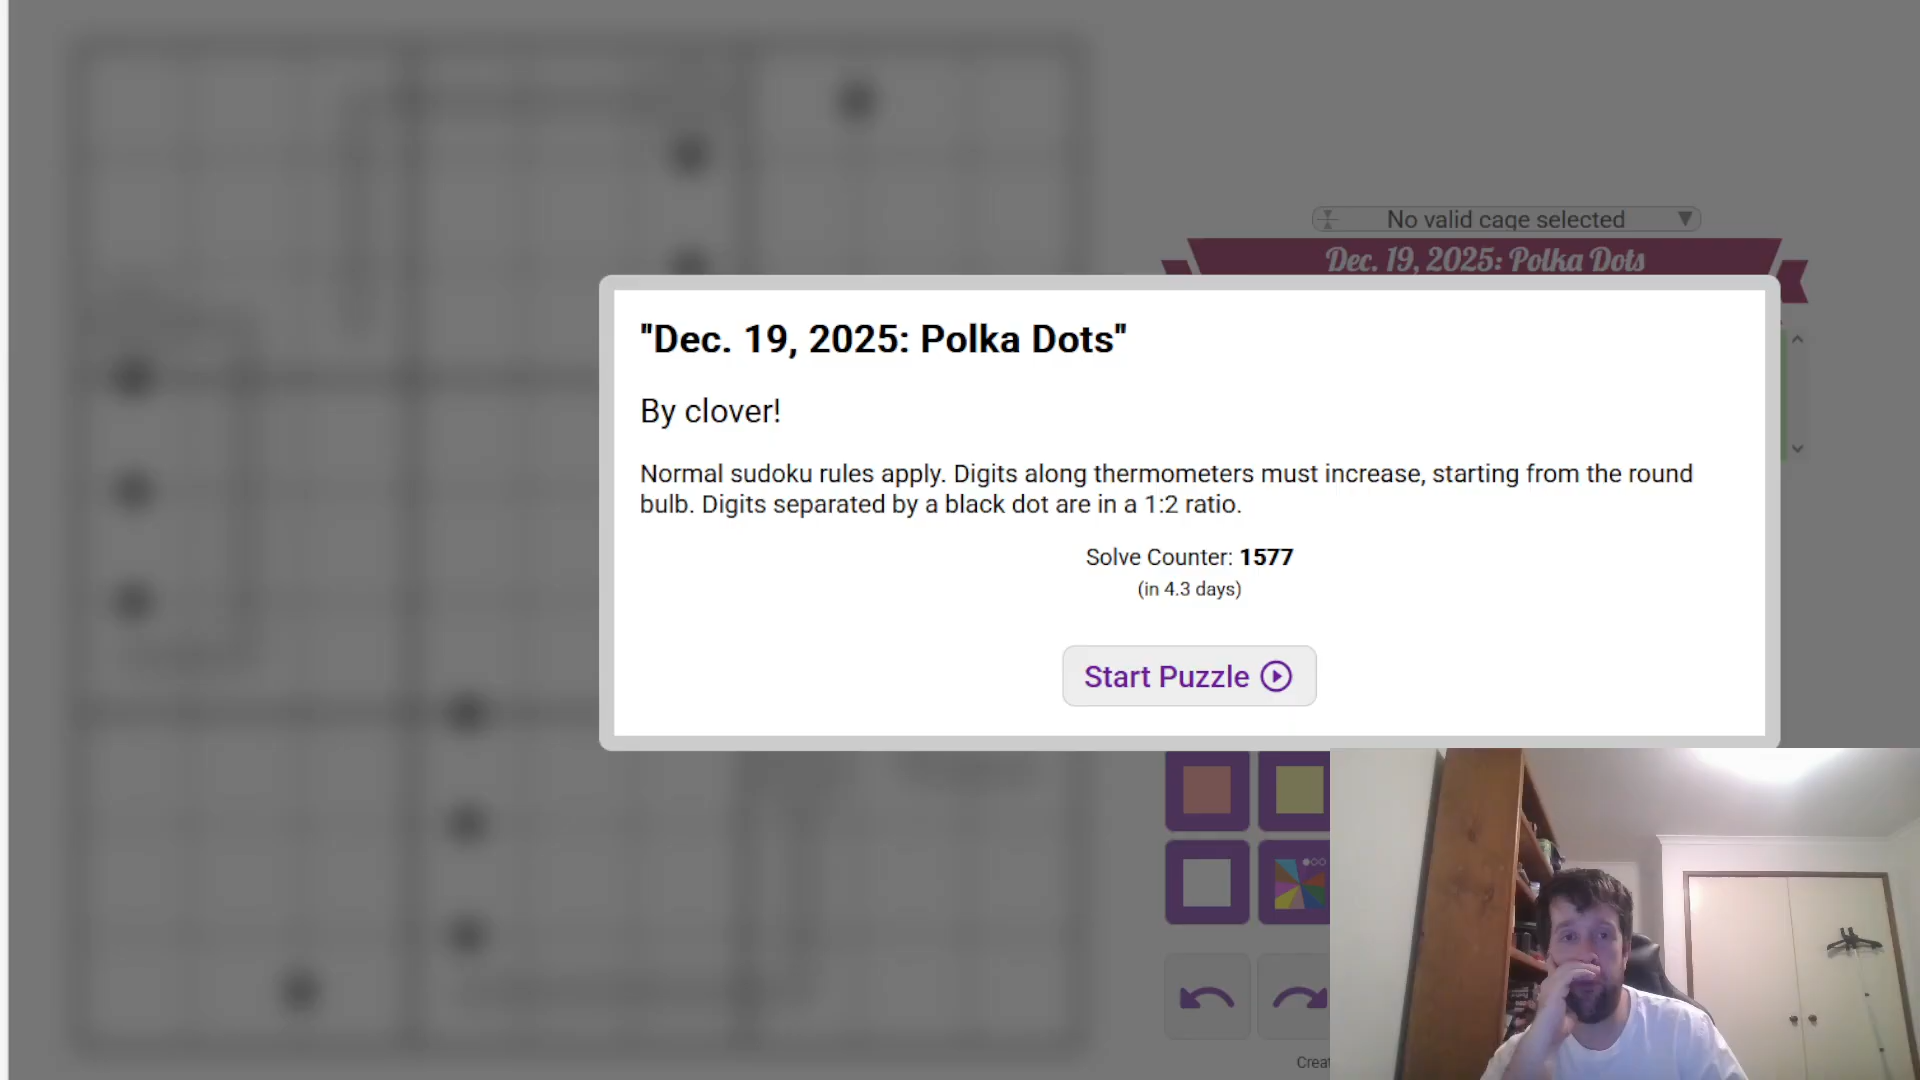 No valid cage selected
Dec. 19, 2025: Polka Dots
"Dec. 19, 2025: Polka Dots"
By clover!
Normal sudoku rules apply. Digits along thermometers must increase, starting from the round
bulb. Digits separated by a black dot are in a 1:2 ratio.
Solve Counter: 1577
(in 4.3 days)
Start Puzzle